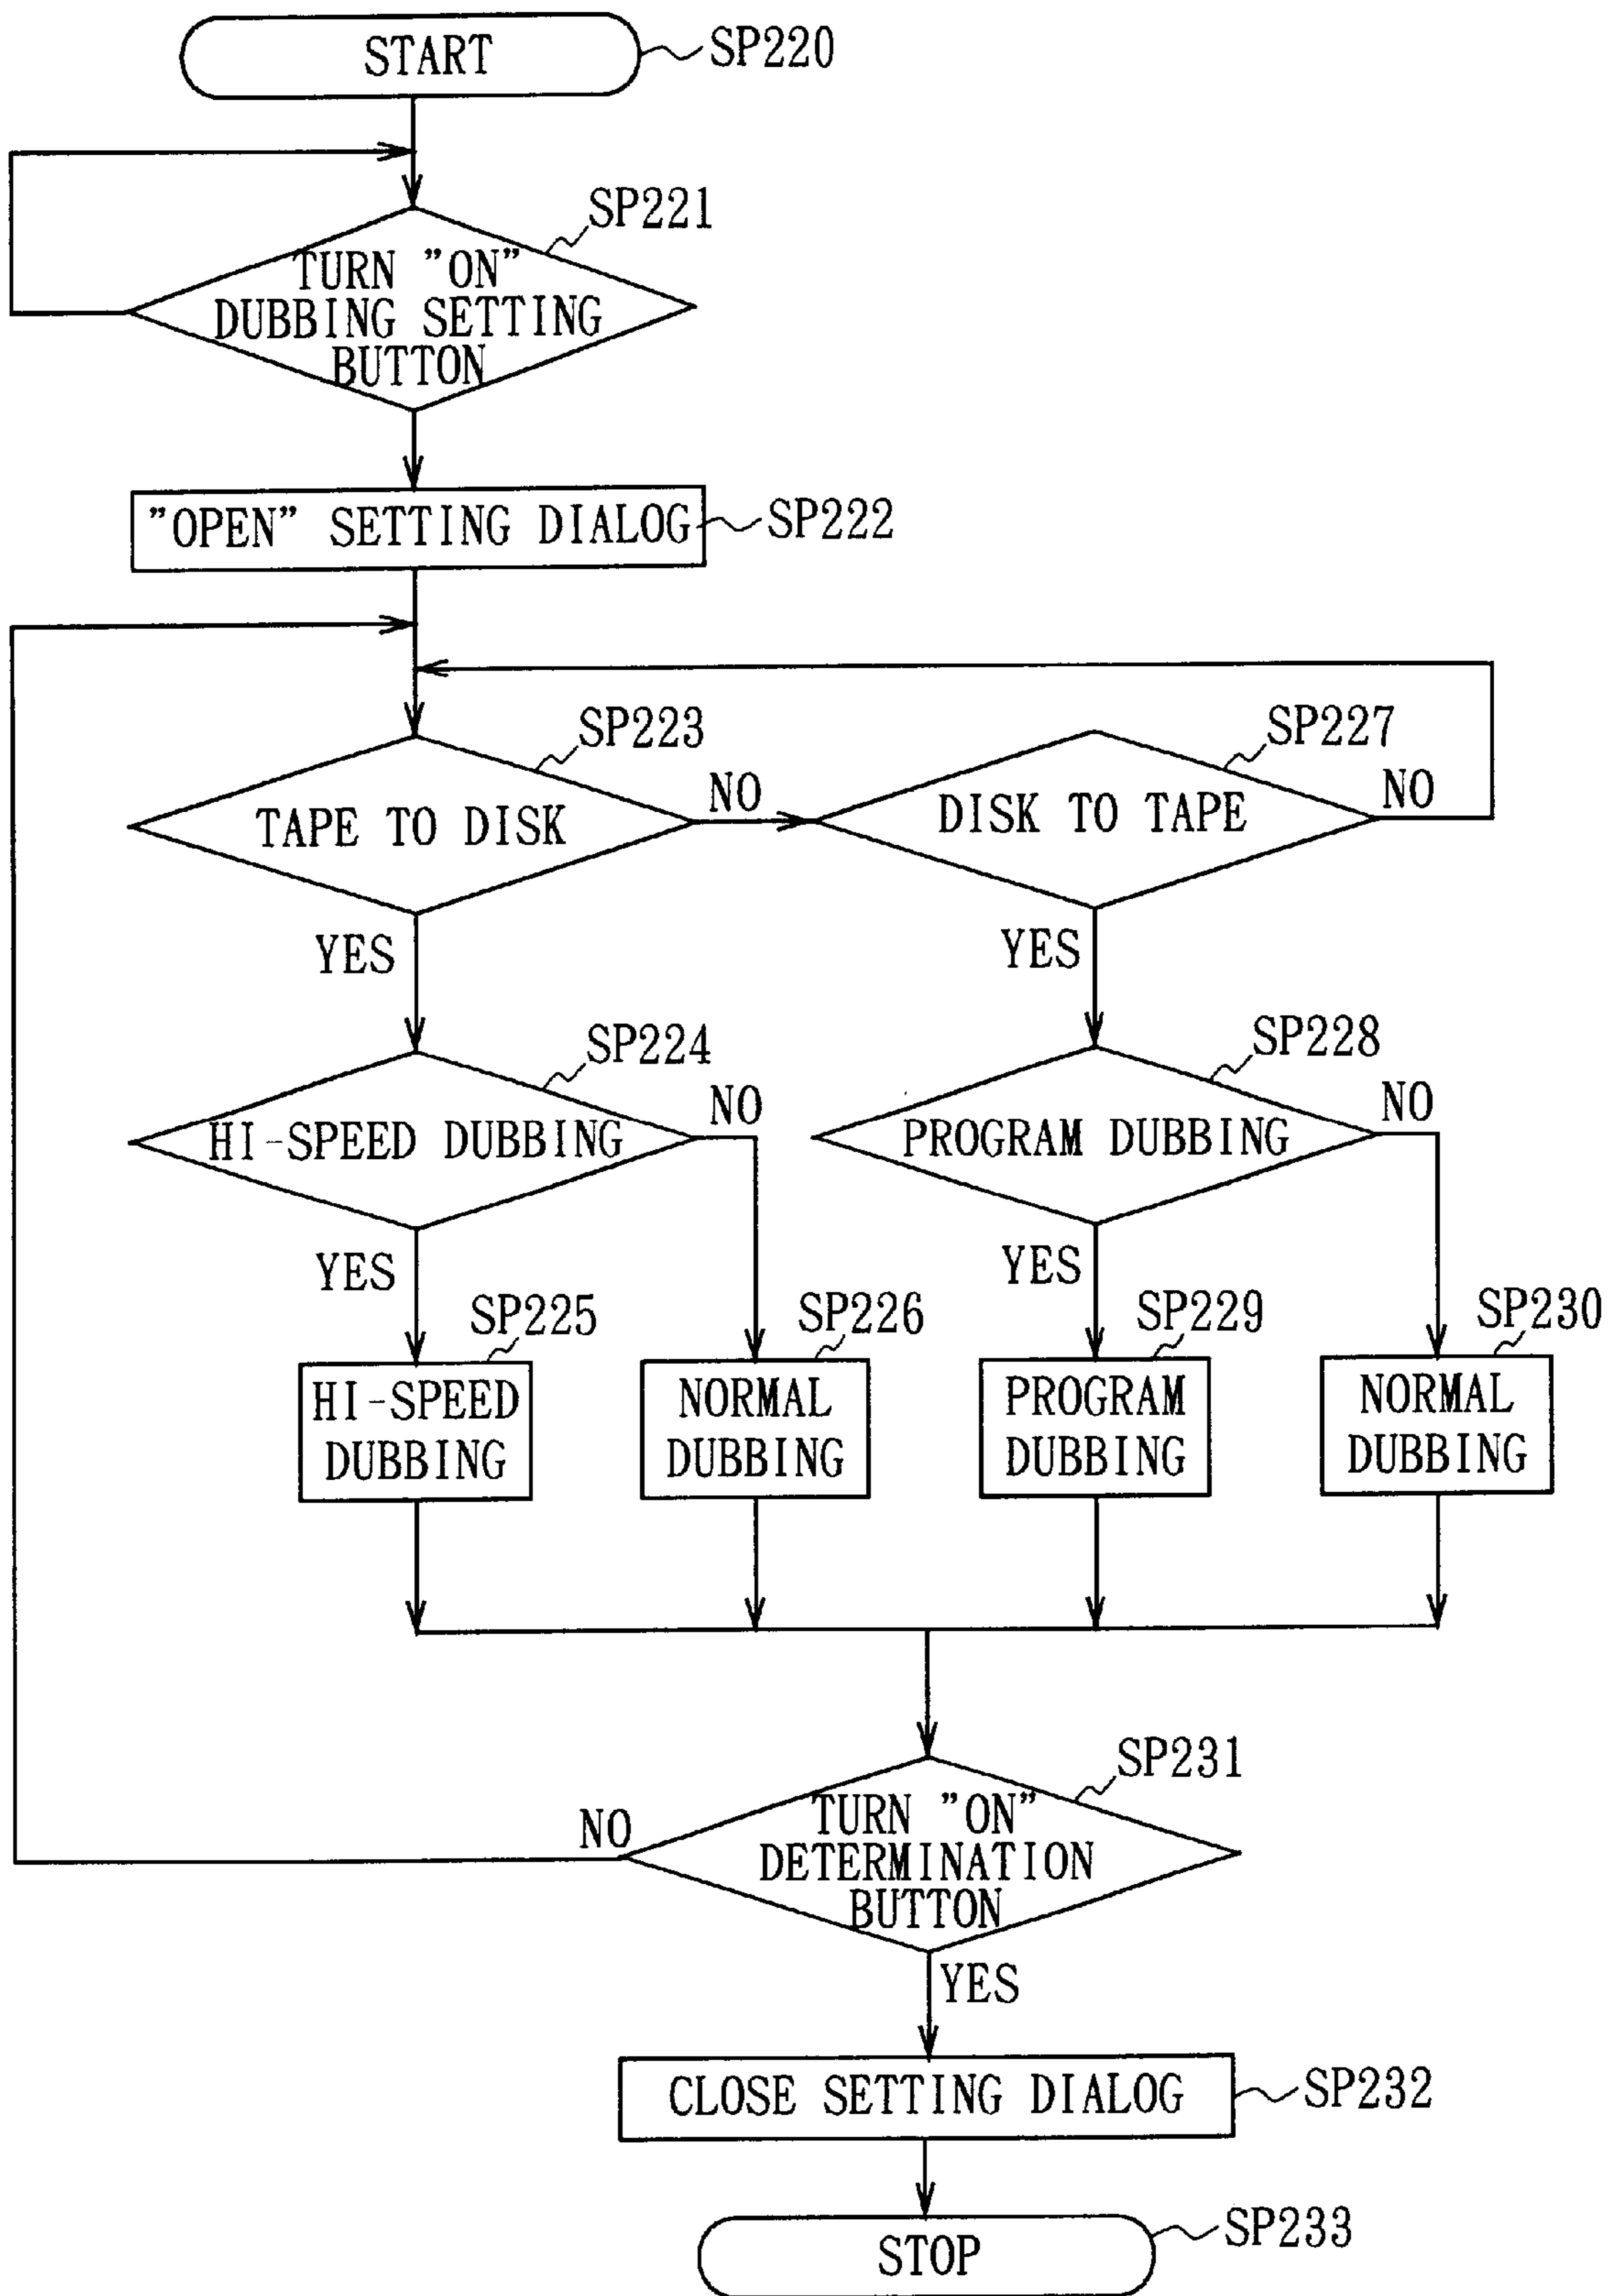 START
SP220
SP221
TURN "ON"
DUBBING SETTING
BUTTON
"OPEN" SETTING DIALOG
SP222
SP223
SP227
TAPE TO DISK
NO
DISK TO TAPE
NO
YES
YES
SP224
SP228
HI-SPEED DUBBING
NO
PROGRAM DUBBING
NO
YES
YES
SP225
SP226
SP229
SP230
HI-SPEED
DUBBING
NORMAL
DUBBING
PROGRAM
DUBBING
NORMAL
DUBBING
SP231
NO
TURN "ON"
DETERMINATION
BUTTON
YES
CLOSE SETTING DIALOG
SP232
STOP
SP233